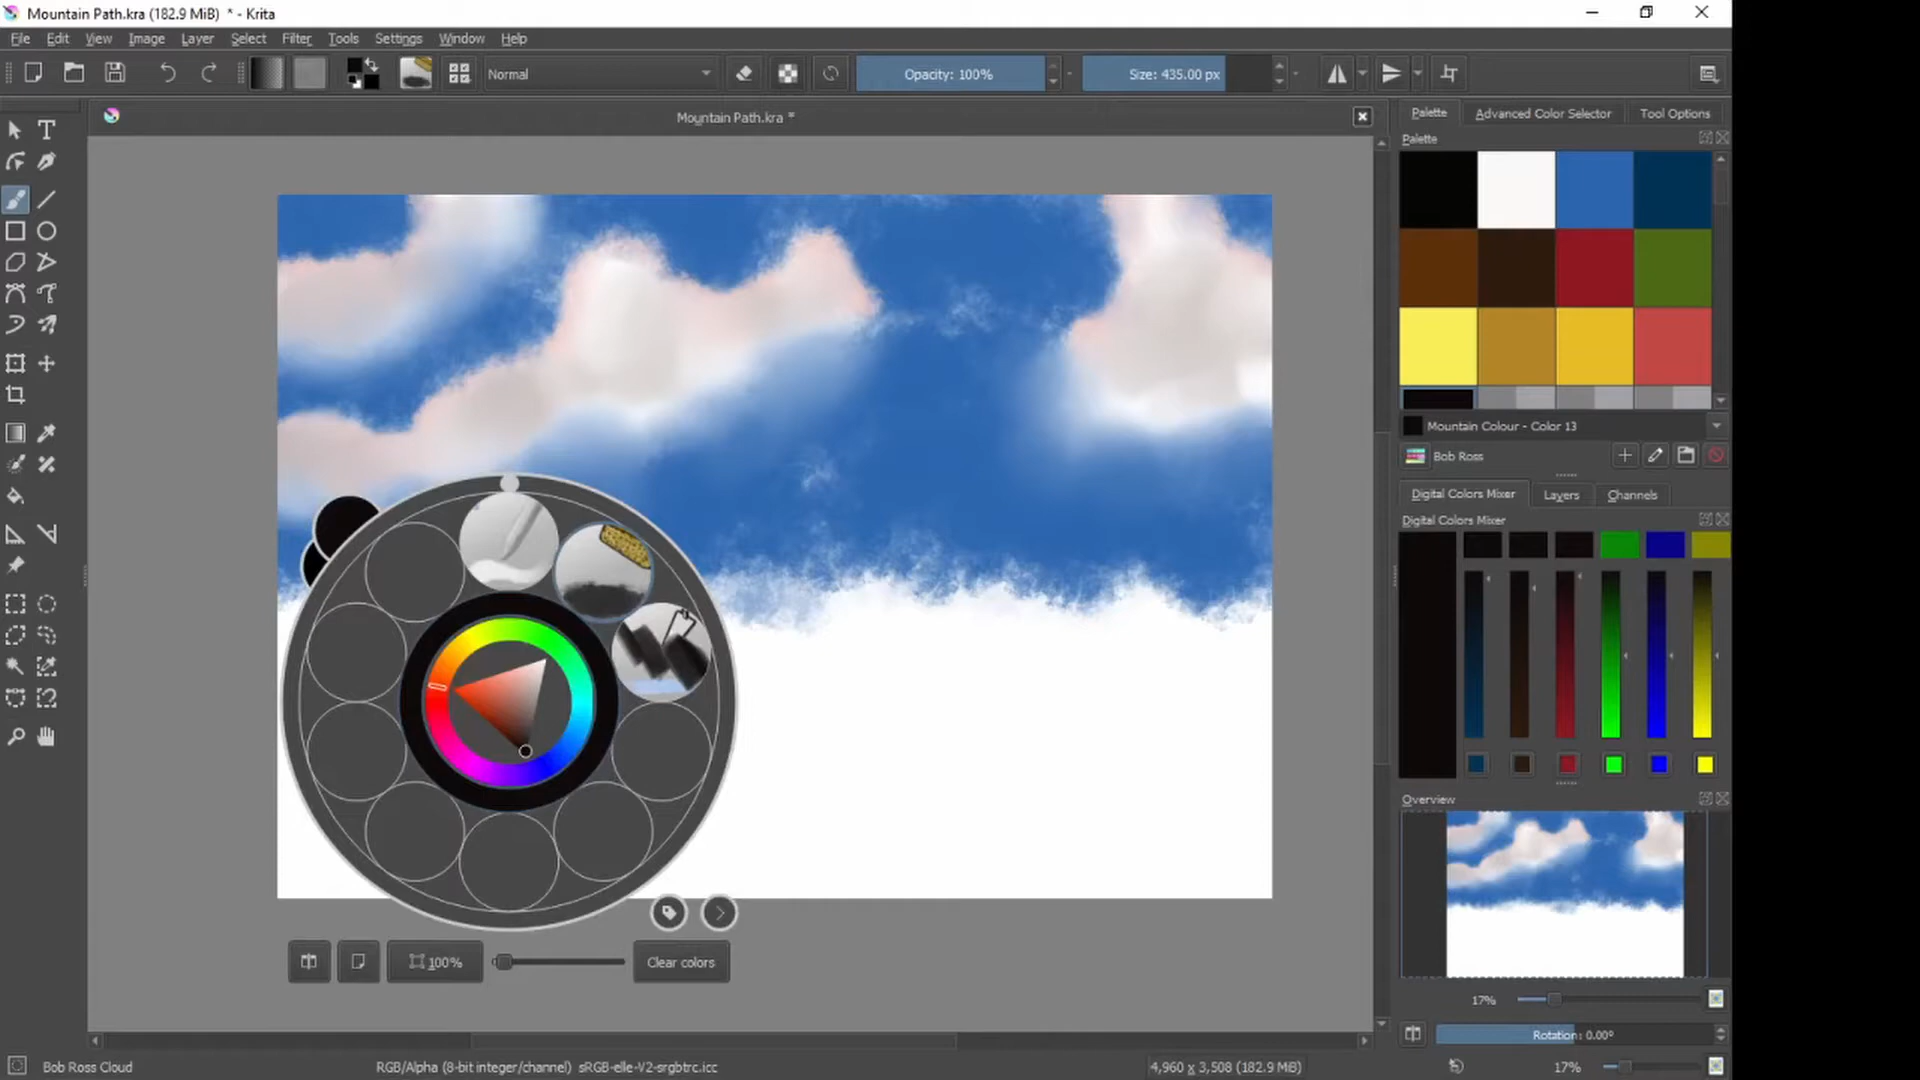 Mountain Path.kra (182.9 MiB) * - Krita
File Edit View Image Layer Select Filter Tools Settings Window Help
Normal Opacity: 100% Size: 435.00 px
Mountain Path.kra *
Palette Advanced Color Selector Tool Options
Palette
Mountain Colour - Color 13
Bob Ross
Digital Colors Mixer Layers Channels
Digital Colors Mixer
Overview
100% Clear colors
17%
Rotation: 0.00°
Bob Ross Cloud RGB/Alpha (8-bit integer/channel) sRGB-elle-V2-srgbtrc.icc 4,960 x 3,508 (182.9 MiB) 17%